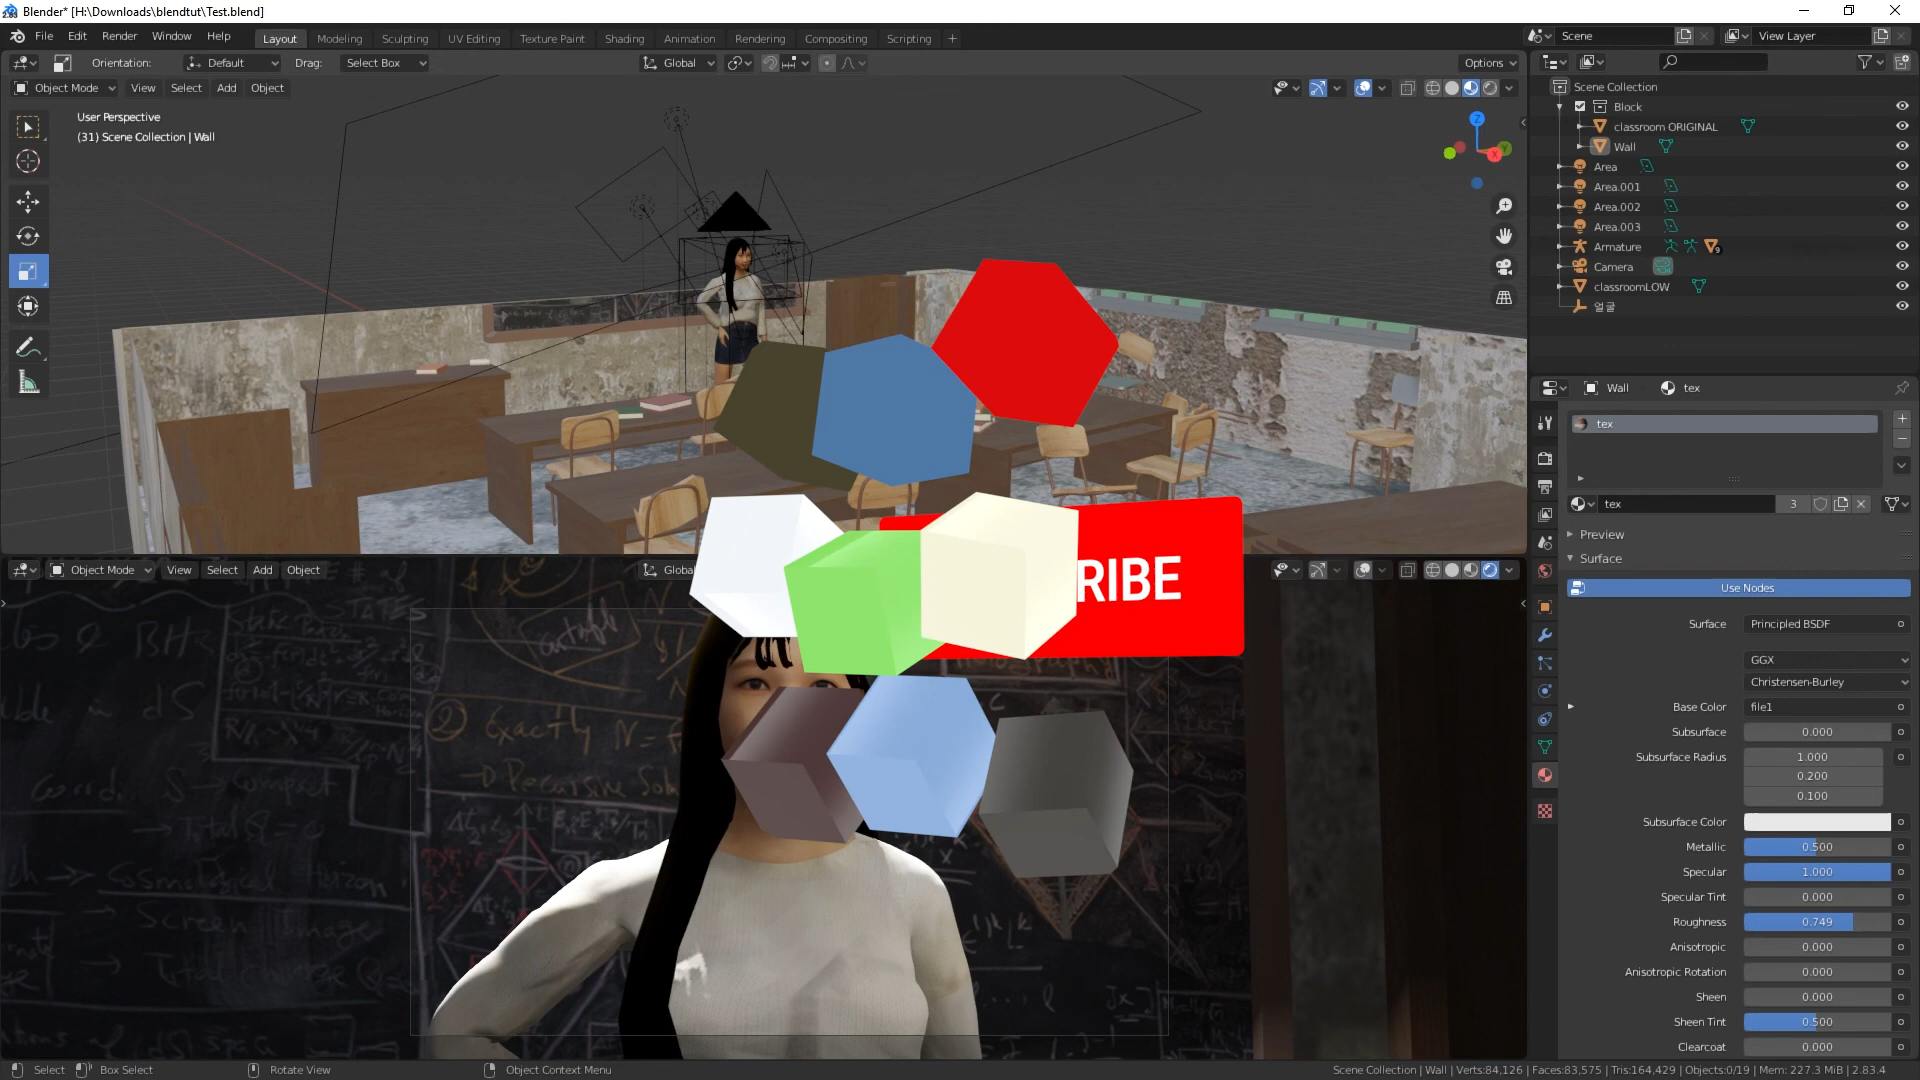 Blender* [H:\Downloads\blendtut\Test.blend]
File Edit Render Window Help Layout Modeling Sculpting UV Editing Texture Paint Shading Animation Rendering Compositing Scripting + Scene View Layer
Orientation: Default Drag: Select Box Global Options
Object Mode View Select Add Object
User Perspective
(31) Scene Collection | Wall
Z
Y
X
Scene Collection
Block
classroom ORIGINAL
Wall
Area
Area.001
Area.002
Area.003
Armature 9
Camera
classroomLOW
얼굴
Wall tex
tex
tex 3
Preview
Surface
Use Nodes
Surface Principled BSDF
GGX
Christensen-Burley
Base Color file1
Subsurface 0.000
Subsurface Radius 1.000
0.200
0.100
Subsurface Color
Metallic 0.500
Specular 1.000
Specular Tint 0.000
Roughness 0.749
Anisotropic 0.000
Anisotropic Rotation 0.000
Sheen 0.000
Sheen Tint 0.500
Clearcoat 0.000
Object Mode View Select Add Object Global
RIBE
② Exactly N =
Cosmological Horizon
Screen Image
Select Box Select Rotate View Object Context Menu
Scene Collection | Wall | Verts:84,126 | Faces:83,575 | Tris:164,429 | Objects:0/19 | Mem: 227.3 MiB | 2.83.4